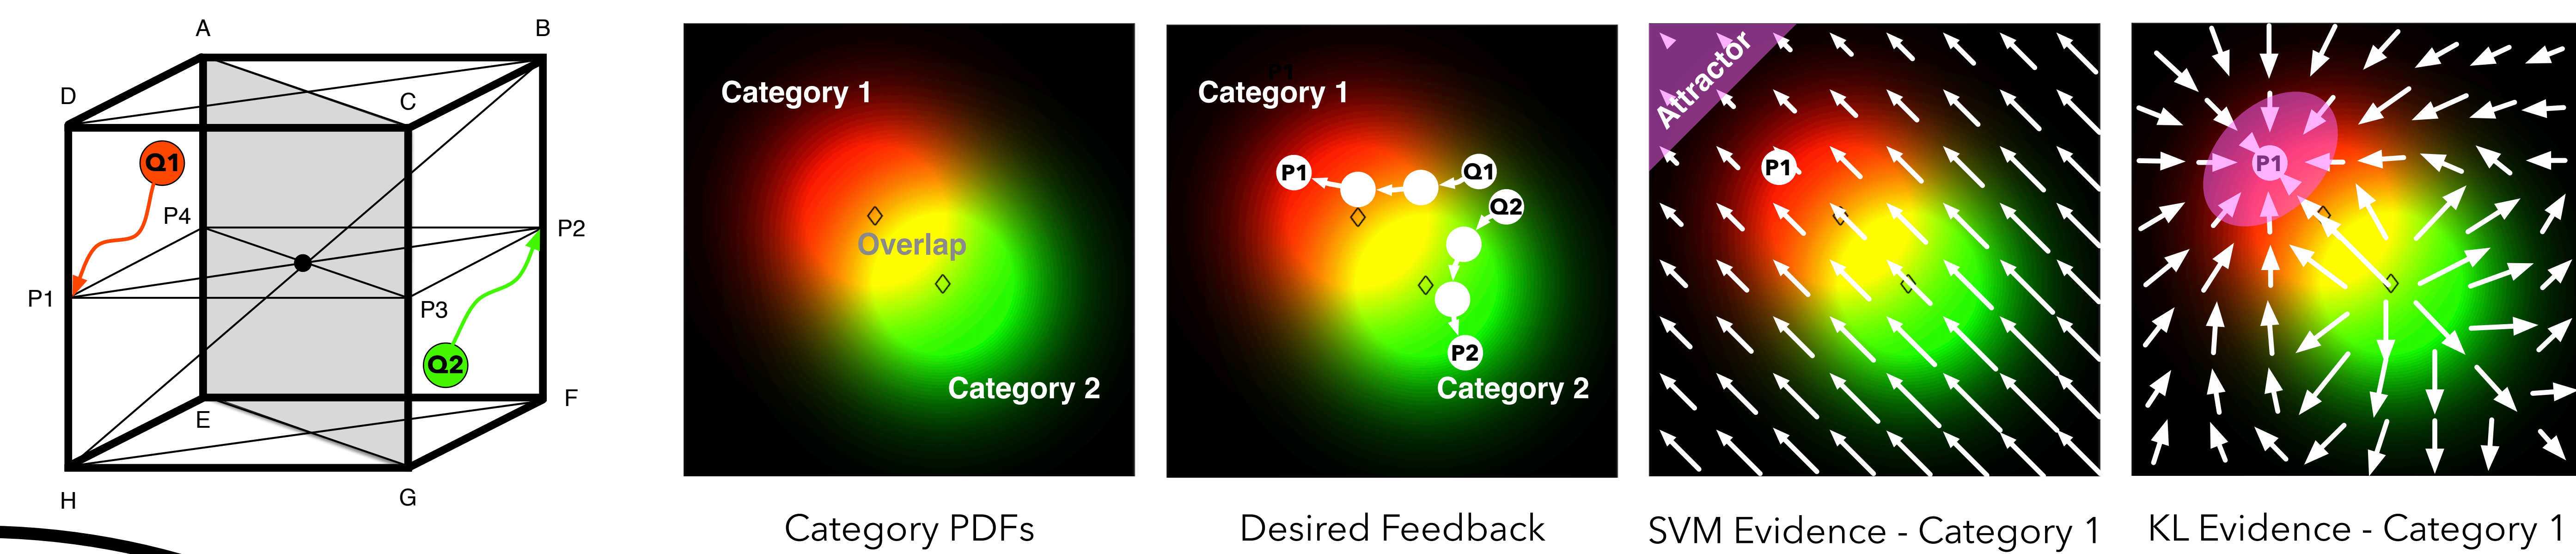 A
B
D
C
Q1
P4
P2
P1
P3
Q2
E
F
H
G
Category 1
Overlap
Category 2
Category PDFs
P1
Category 1
P1
Q1
Q2
P2
Category 2
Desired Feedback
Attractor
P1
SVM Evidence - Category 1
P1
KL Evidence - Category 1